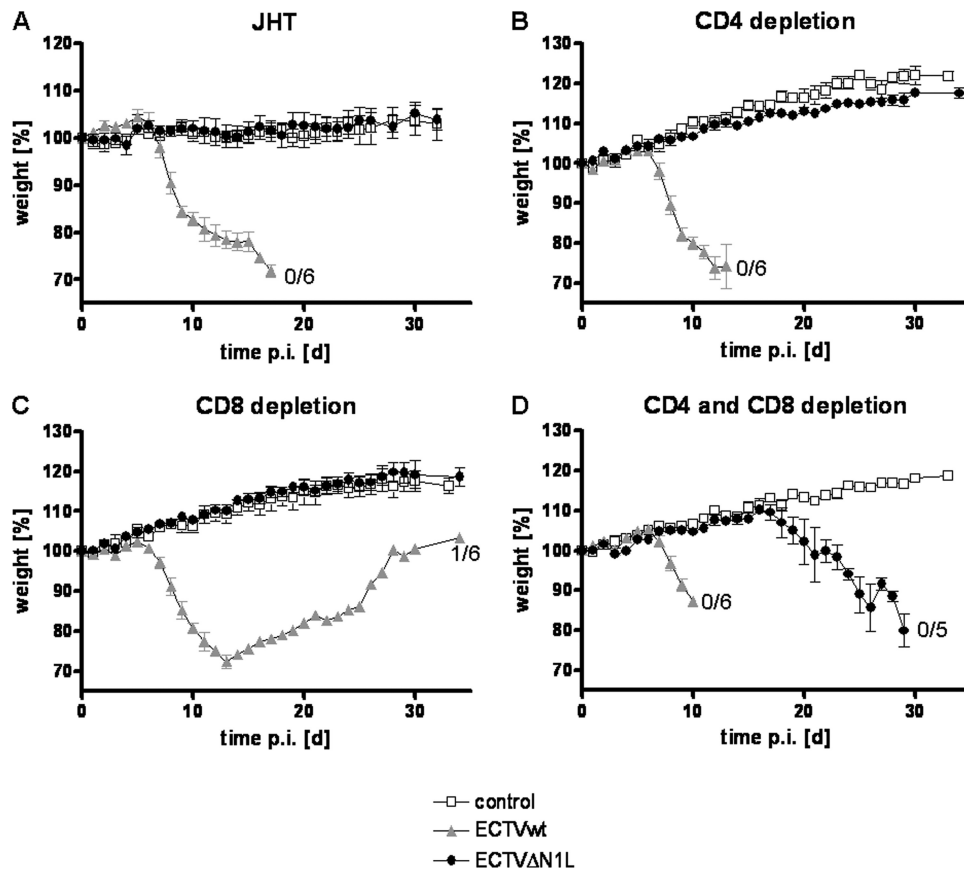 A
JHT
120
110
100
90
80
70
weight [%]
0/6
0
10
20
30
time p.i. [d]
B
CD4 depletion
130
120
110
100
90
80
70
weight [%]
0/6
0
10
20
30
time p.i. [d]
C
CD8 depletion
130
120
110
100
90
80
70
weight [%]
1/6
0
10
20
30
time p.i. [d]
D
CD4 and CD8 depletion
130
120
110
100
90
80
70
weight [%]
0/6
0/5
0
10
20
30
time p.i. [d]
control
ECTVwt
ECTVΔN1L